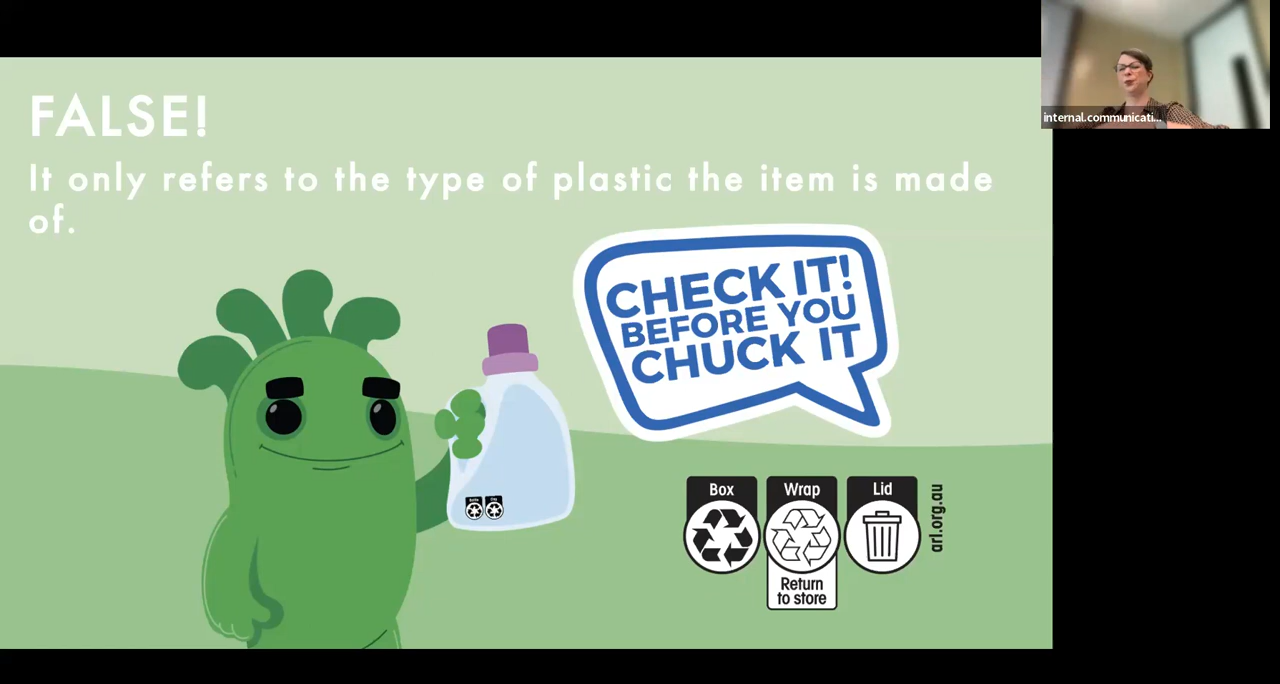 FALSE!
It only refers to the type of plastic the item is made
of.
internal.communicati...
CHECK IT!
BEFORE YOU
CHUCK IT
Box
Wrap
Lid
Return
to store
arl.org.au